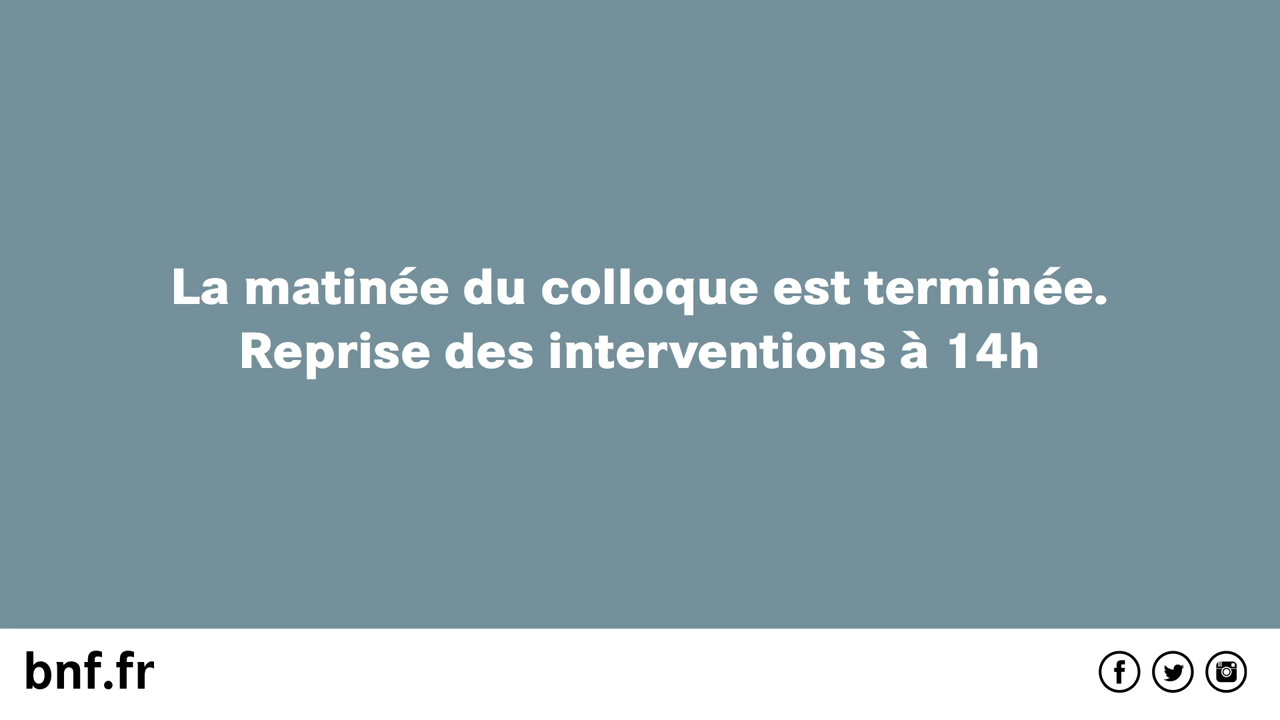 La matinée du colloque est terminée.
Reprise des interventions à 14h
bnf.fr